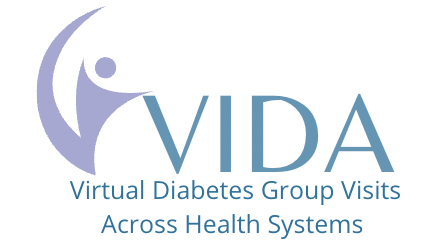 VIDA
Virtual Diabetes Group Visits
Across Health Systems